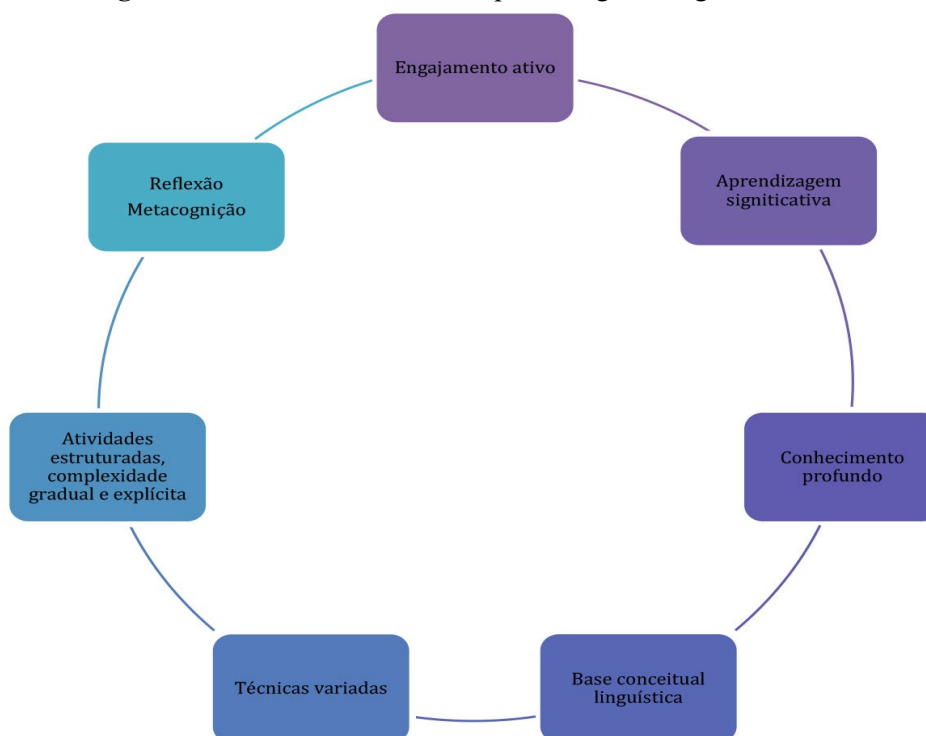 Engajamento ativo
Aprendizagem
signiticativa
Conhecimento
profundo
Base conceitual
linguística
Técnicas variadas
Atividades
estruturadas,
complexidade
gradual e explícita
Reflexão
Metacognição